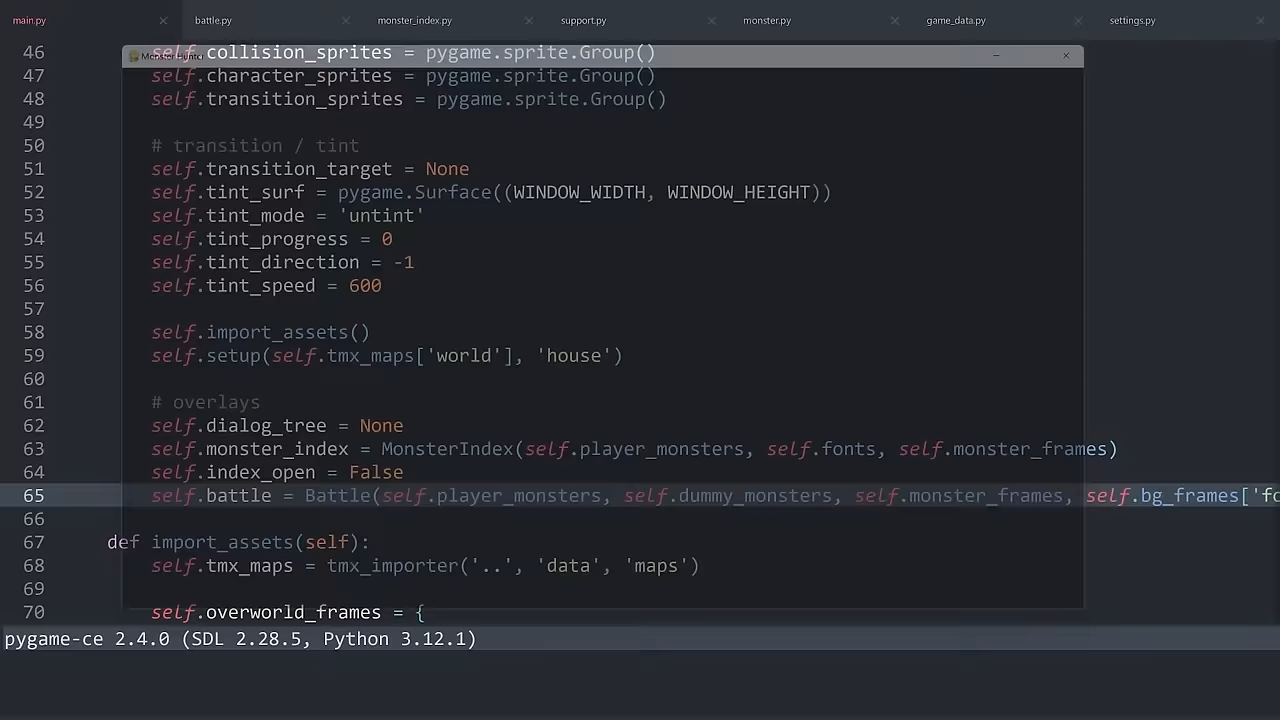 main.py battle.py monster_index.py support.py monster.py game_data.py settings.py
Monster Hunter
46 self.collision_sprites = pygame.sprite.Group()
47 self.character_sprites = pygame.sprite.Group()
48 self.transition_sprites = pygame.sprite.Group()
49
50 # transition / tint
51 self.transition_target = None
52 self.tint_surf = pygame.Surface((WINDOW_WIDTH, WINDOW_HEIGHT))
53 self.tint_mode = 'untint'
54 self.tint_progress = 0
55 self.tint_direction = -1
56 self.tint_speed = 600
57
58 self.import_assets()
59 self.setup(self.tmx_maps['world'], 'house')
60
61 # overlays
62 self.dialog_tree = None
63 self.monster_index = MonsterIndex(self.player_monsters, self.fonts, self.monster_frames)
64 self.index_open = False
65 self.battle = Battle(self.player_monsters, self.dummy_monsters, self.monster_frames, self.bg_frames['fo
66
67 def import_assets(self):
68 self.tmx_maps = tmx_importer('..', 'data', 'maps')
69
70 self.overworld_frames = {
pygame-ce 2.4.0 (SDL 2.28.5, Python 3.12.1)